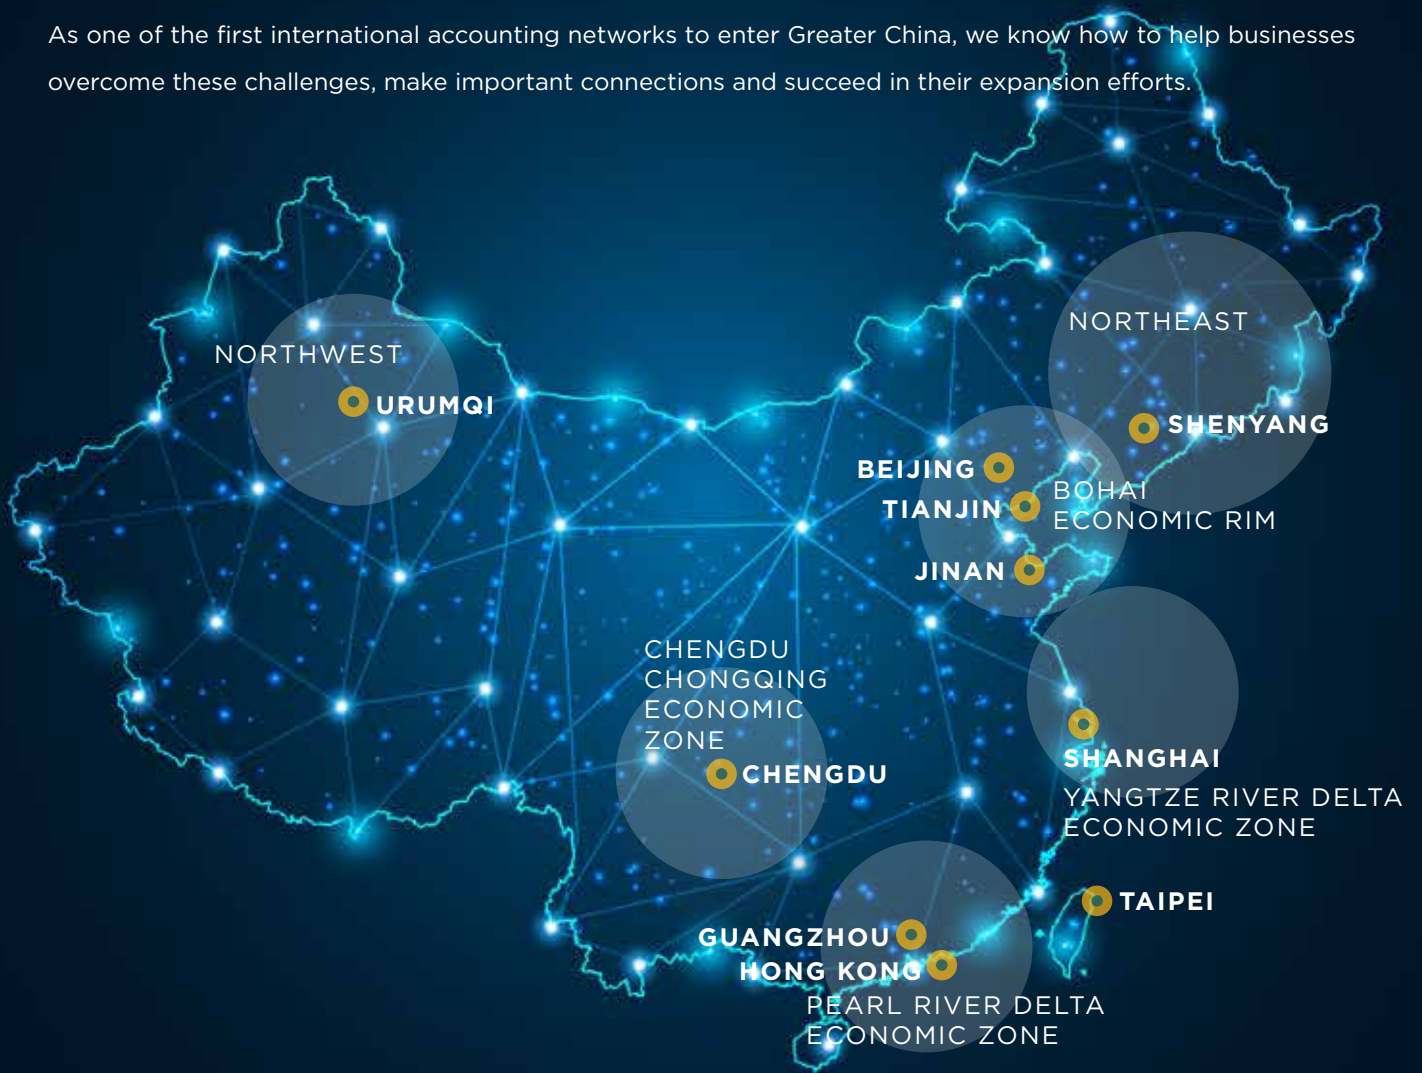 As one of the first international accounting networks to enter Greater China, we know how to help businesses
overcome these challenges, make important connections and succeed in their expansion efforts.
NORTHEAST
NORTHWEST
URUMQI
SHENYANG
BEIJING
TIANJIN
BOHAI
ECONOMIC RIM
JINAN
CHENGDU
CHONGQING
ECONOMIC
ZONE
CHENGDU
SHANGHAI
YANGTZE RIVER DELTA
ECONOMIC ZONE
TAIPEI
GUANGZHOU
HONG KONG
PEARL RIVER DELTA
ECONOMIC ZONE